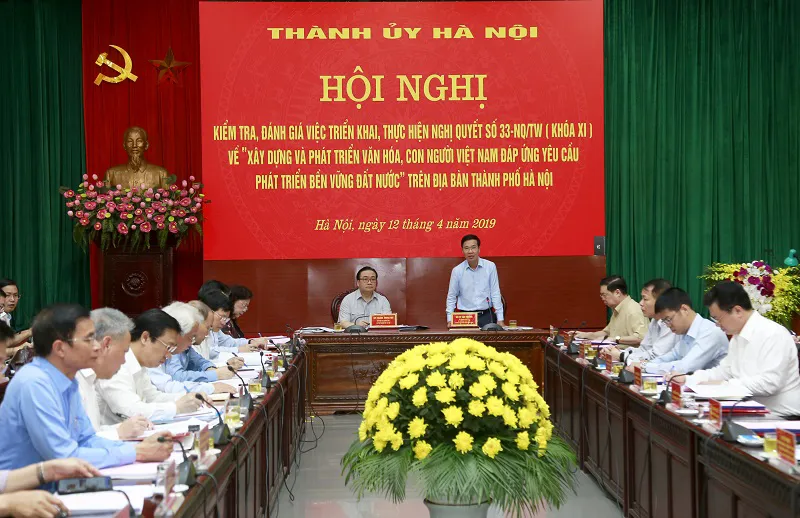 THÀNH ỦY HÀ NỘI
HỘI NGHỊ
KIỂM TRA, ĐÁNH GIÁ VIỆC TRIỂN KHAI, THỰC HIỆN NGHỊ QUYẾT SỐ 33-NQ/TW ( KHÓA XI )
VỀ "XÂY DỰNG VÀ PHÁT TRIỂN VĂN HÓA, CON NGƯỜI VIỆT NAM ĐÁP ỨNG YÊU CẦU
PHÁT TRIỂN BỀN VỮNG ĐẤT NƯỚC" TRÊN ĐỊA BÀN THÀNH PHỐ HÀ NỘI
Hà Nội, ngày 12 tháng 4 năm 2019